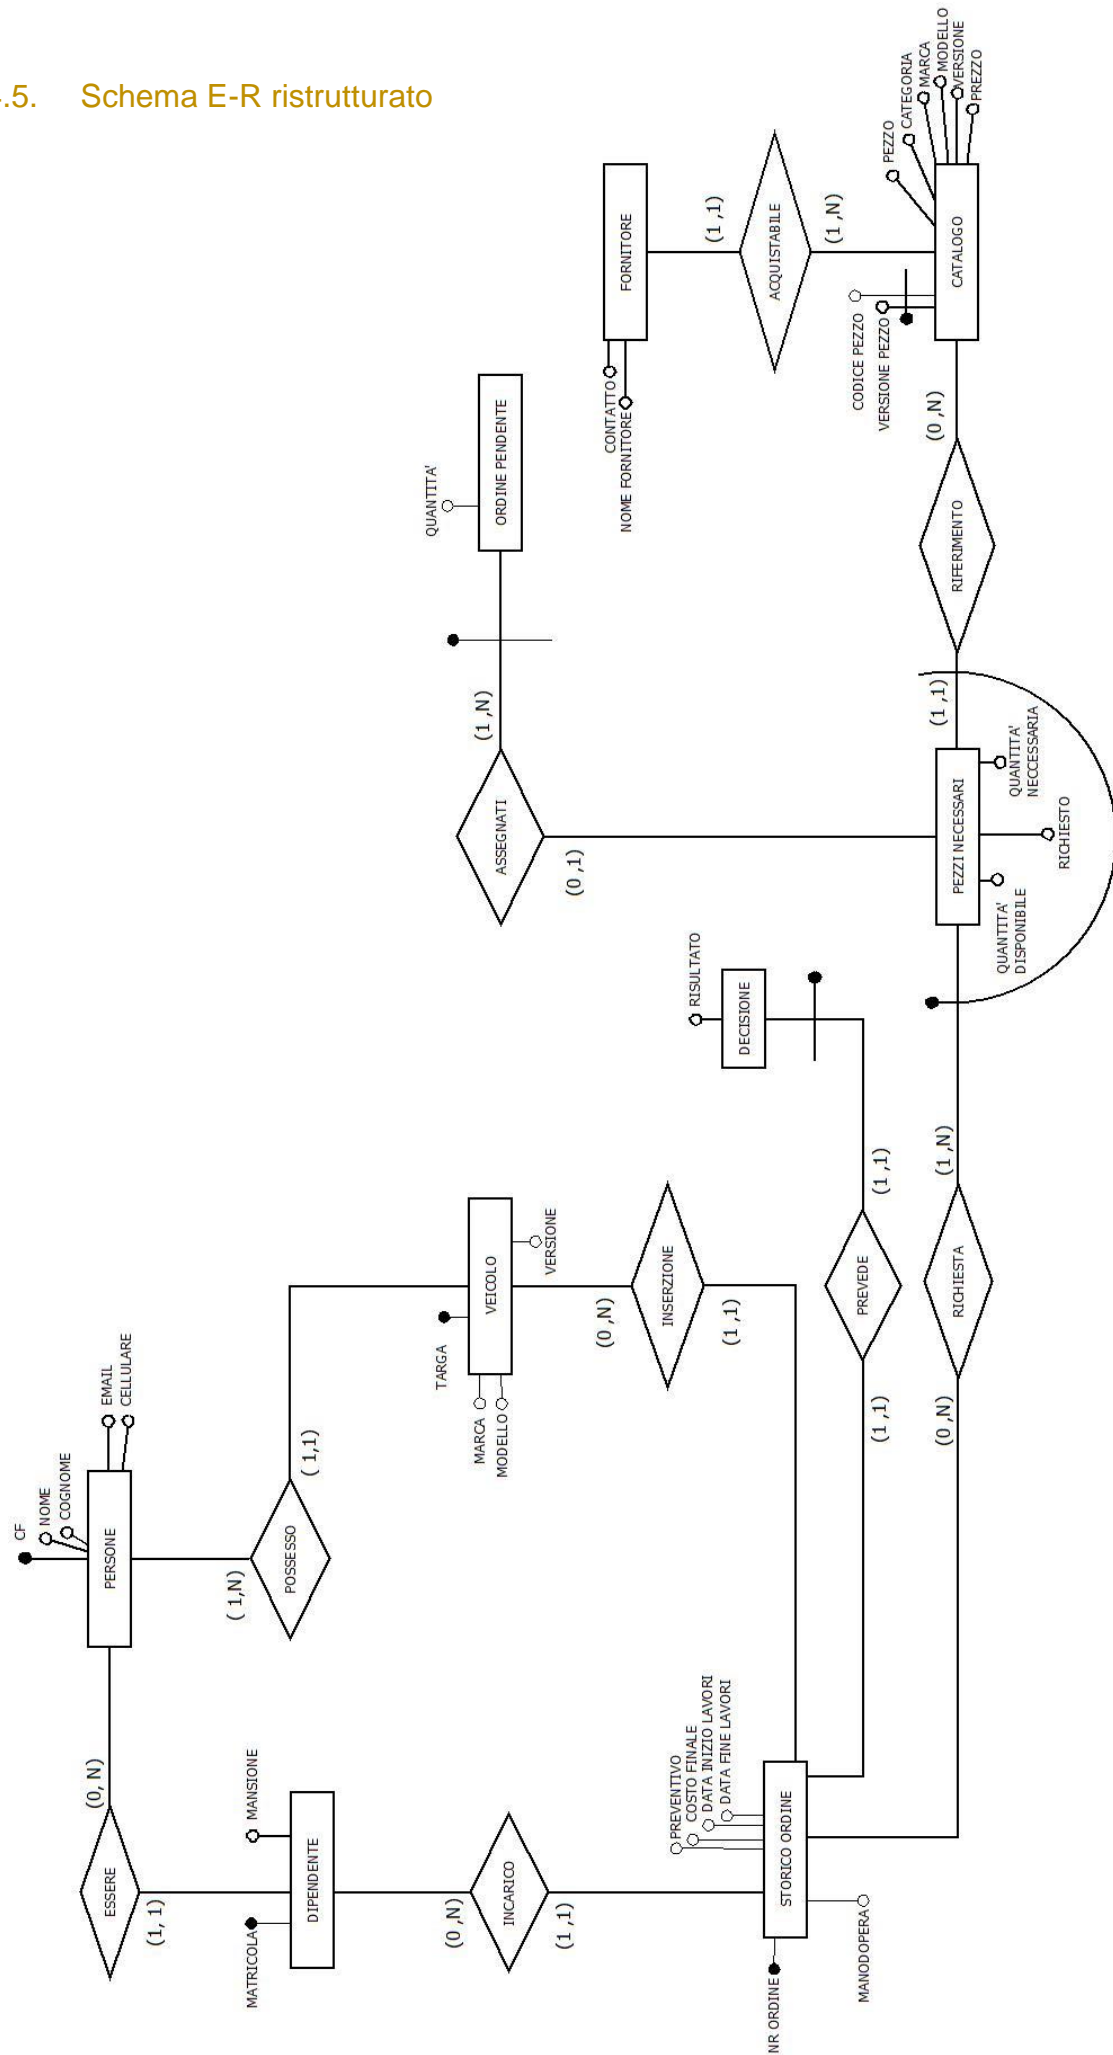 .5. Schema E-R ristrutturato
CF
NOME
COGNOME
PERSONE
EMAIL
CELLULARE
(0, N)
ESSERE
(1, 1)
MATRICOLA
DIPENDENTE
MANSIONE
(0 ,N)
INCARICO
(1 ,1)
( 1,N)
POSSESSO
( 1,1)
TARGA
MARCA
MODELLO
VEICOLO
VERSIONE
(0 ,N)
INSERZIONE
(1 ,1)
PREVENTIVO
COSTO FINALE
DATA INIZIO LAVORI
DATA FINE LAVORI
NR ORDINE
STORICO ORDINE
MANODOPERA
(1 ,1)
PREVEDE
(1 ,1)
RISULTATO
DECISIONE
(0 ,N)
RICHIESTA
(1 ,N)
QUANTITA'
ORDINE PENDENTE
(1 ,N)
ASSEGNATI
(0 ,1)
PEZZI NECESSARI
QUANTITA'
DISPONIBILE
RICHIESTO
QUANTITA'
NECCESSARIA
(1 ,1)
RIFERIMENTO
(0 ,N)
FORNITORE
CONTATTO
NOME FORNITORE
(1 ,1)
ACQUISTABILE
(1 ,N)
CODICE PEZZO
VERSIONE PEZZO
CATALOGO
PEZZO
CATEGORIA
MARCA
MODELLO
VERSIONE
PREZZO